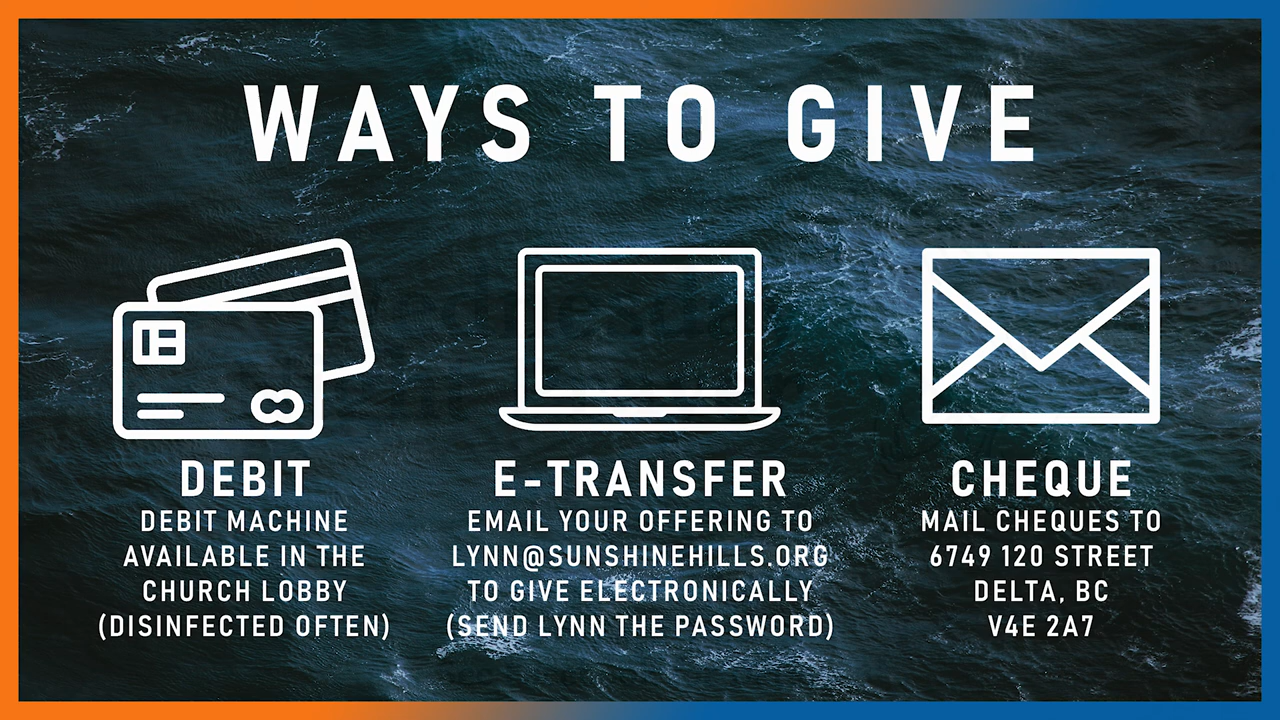 WAYS TO GIVE
DEBIT
DEBIT MACHINE
AVAILABLE IN THE
CHURCH LOBBY
(DISINFECTED OFTEN)
E-TRANSFER
EMAIL YOUR OFFERING TO
LYNN@SUNSHINEHILLS.ORG
TO GIVE ELECTRONICALLY
(SEND LYNN THE PASSWORD)
CHEQUE
MAIL CHEQUES TO
6749 120 STREET
DELTA, BC
V4E 2A7